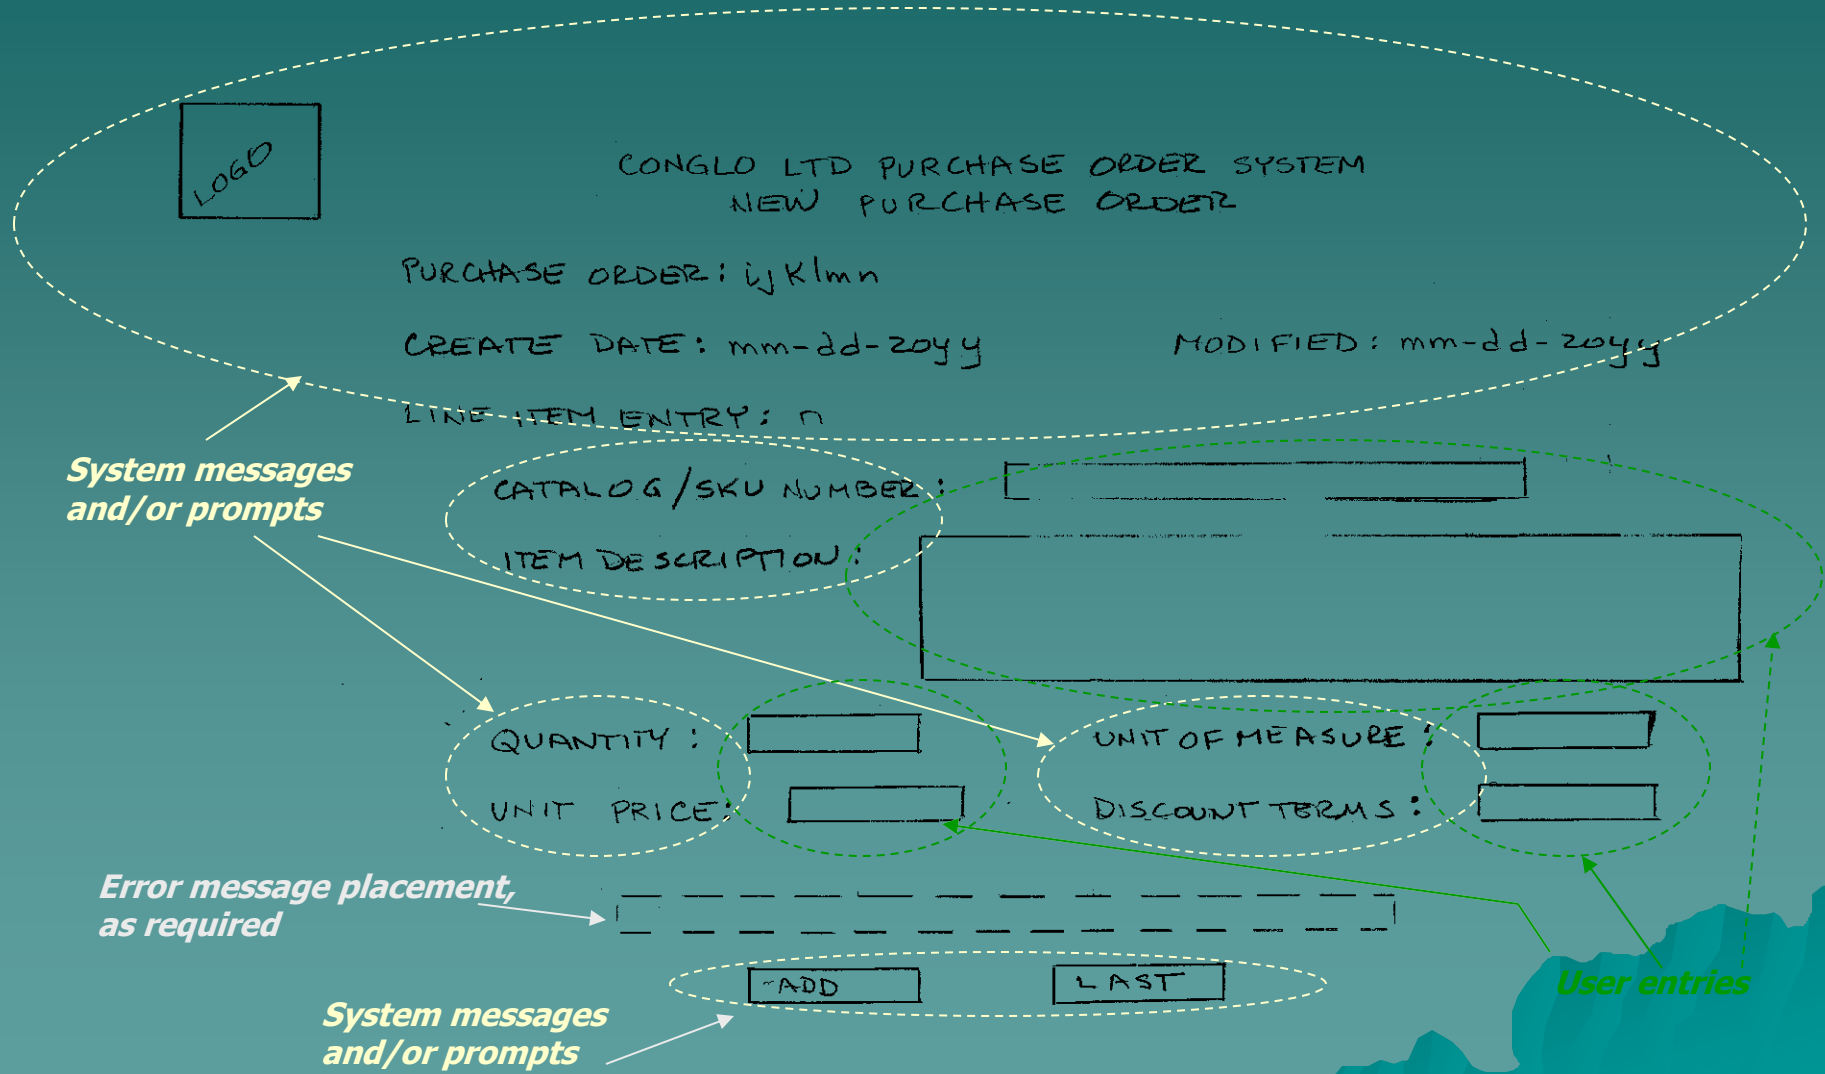 LOGO
CONGLO LTD PURCHASE ORDER SYSTEM
NEW PURCHASE ORDER
PURCHASE ORDER: ijklmn
CREATE DATE: mm-dd-20yy MODIFIED: mm-dd-20yy
LINE ITEM ENTRY: n
System messages
and/or prompts
CATALOG/SKU NUMBER:
ITEM DESCRIPTION:
QUANTITY: UNIT OF MEASURE:
UNIT PRICE: DISCOUNT TERMS:
Error message placement,
as required
ADD LAST
User entries
System messages
and/or prompts